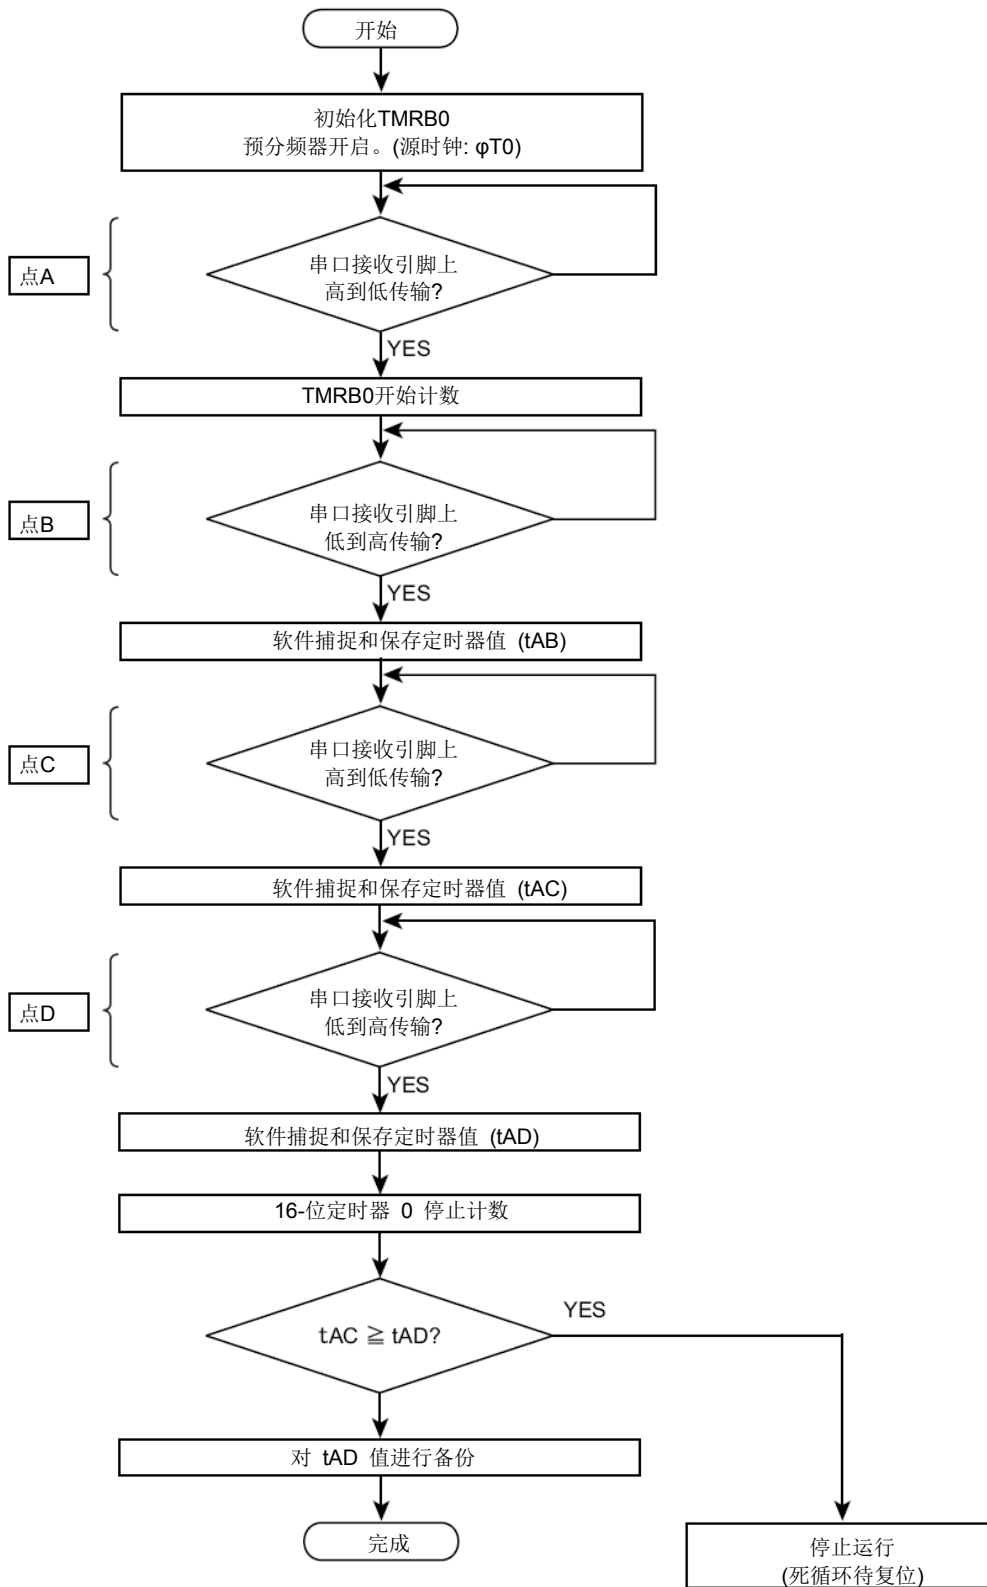 开始
初始化TMRB0
预分频器开启。(源时钟: φT0)
点A
串口接收引脚上
高到低传输?
YES
TMRB0开始计数
点B
串口接收引脚上
低到高传输?
YES
软件捕捉和保存定时器值 (tAB)
点C
串口接收引脚上
高到低传输?
YES
软件捕捉和保存定时器值 (tAC)
点D
串口接收引脚上
低到高传输?
YES
软件捕捉和保存定时器值 (tAD)
16-位定时器 0 停止计数
tAC ≧ tAD?
YES
对 tAD 值进行备份
完成
停止运行
(死循环待复位)